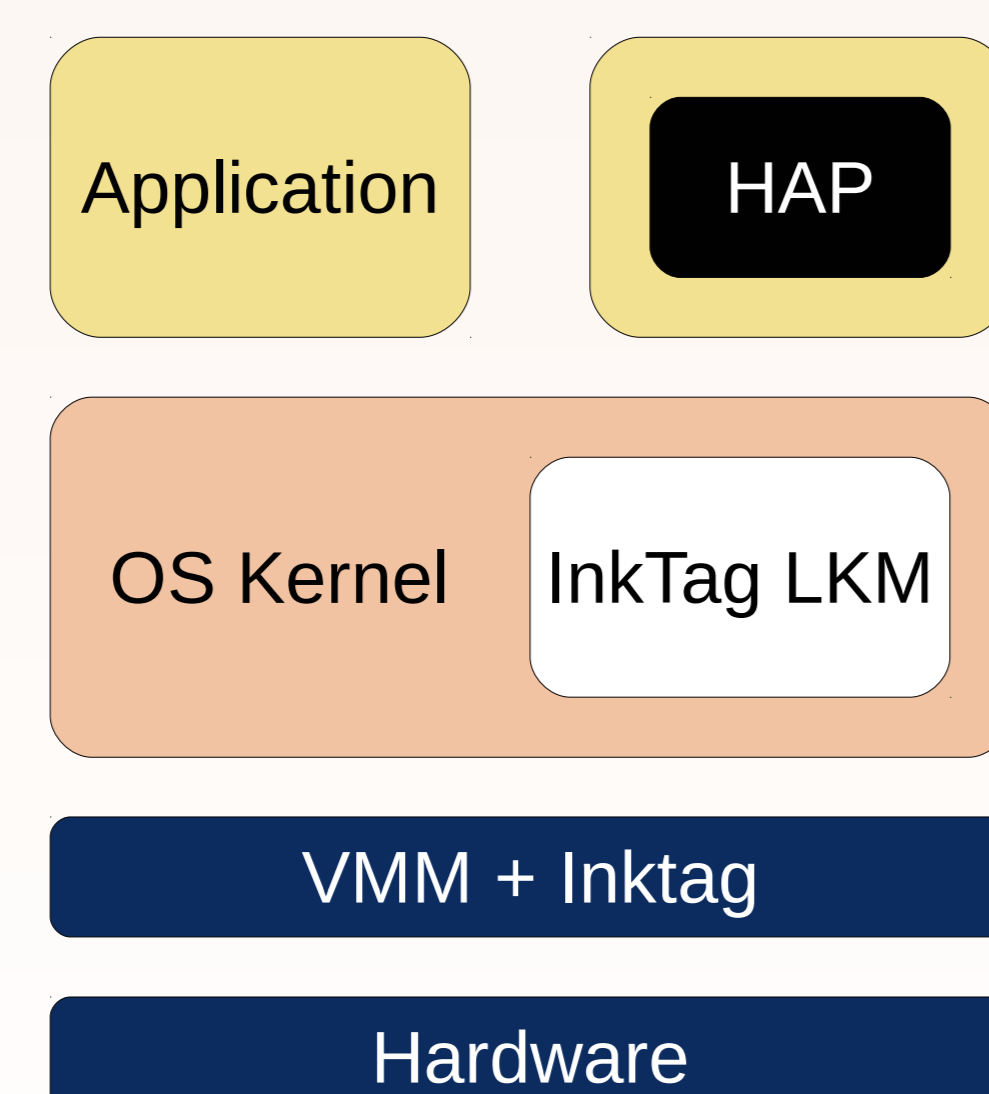 Application
HAP
OS Kernel
InkTag LKM
VMM + Inktag
Hardware